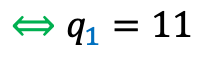 ⇔ q₁ = 11